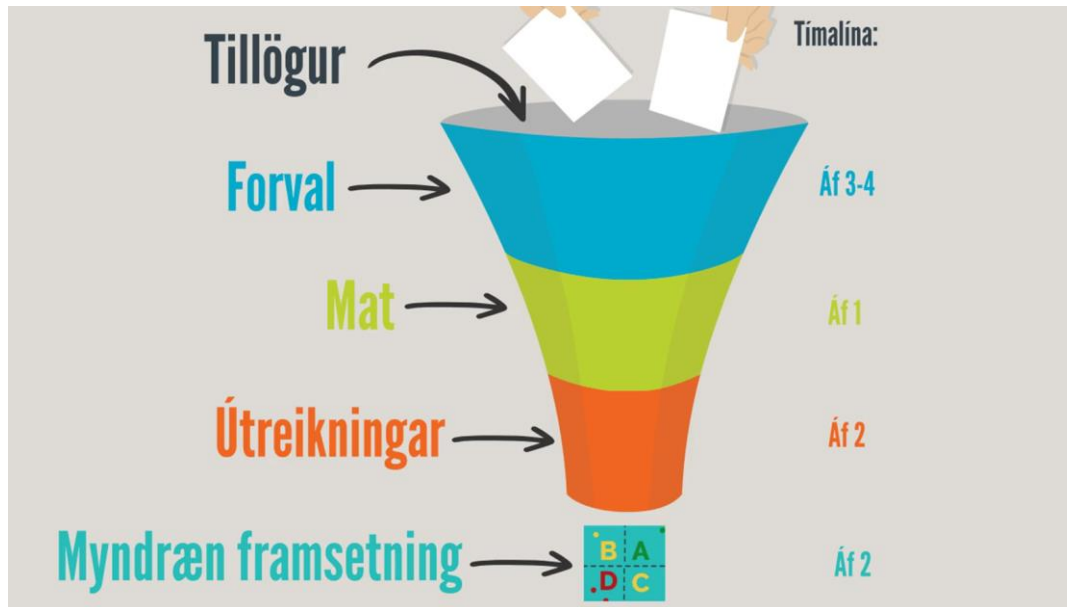 Tillögur
Tímalína:
Forval
Áf 3-4
Mat
Áf 1
Útreikningar
Áf 2
Myndræn framsetning
B A
D C
Áf 2